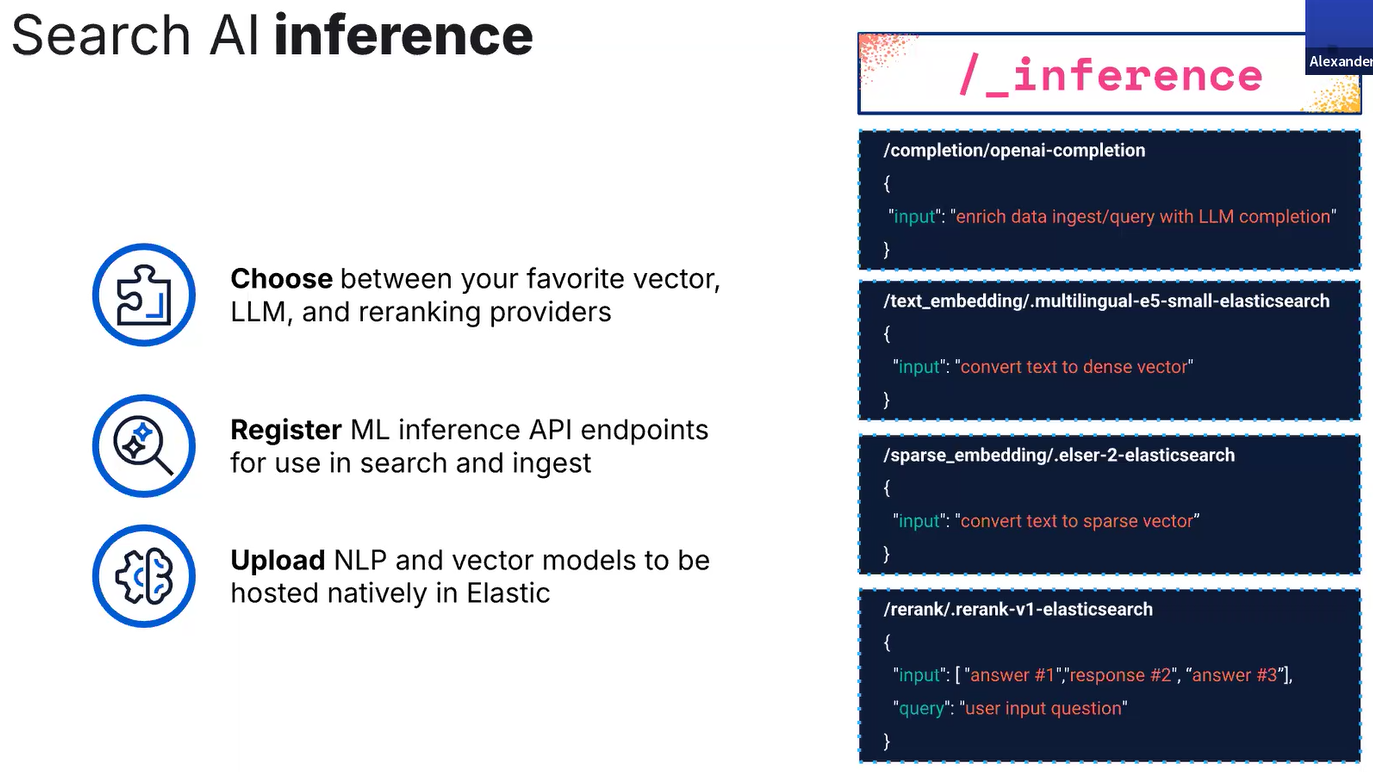 Search AI inference
Choose between your favorite vector,
LLM, and reranking providers
Register ML inference API endpoints
for use in search and ingest
Upload NLP and vector models to be
hosted natively in Elastic
/_inference
Alexander
/completion/openai-completion
{
"input": "enrich data ingest/query with LLM completion"
}
/text_embedding/.multilingual-e5-small-elasticsearch
{
"input": "convert text to dense vector"
}
/sparse_embedding/.elser-2-elasticsearch
{
"input": "convert text to sparse vector”
}
/rerank/.rerank-v1-elasticsearch
{
"input": [ "answer #1","response #2", “answer #3”],
"query": "user input question"
}